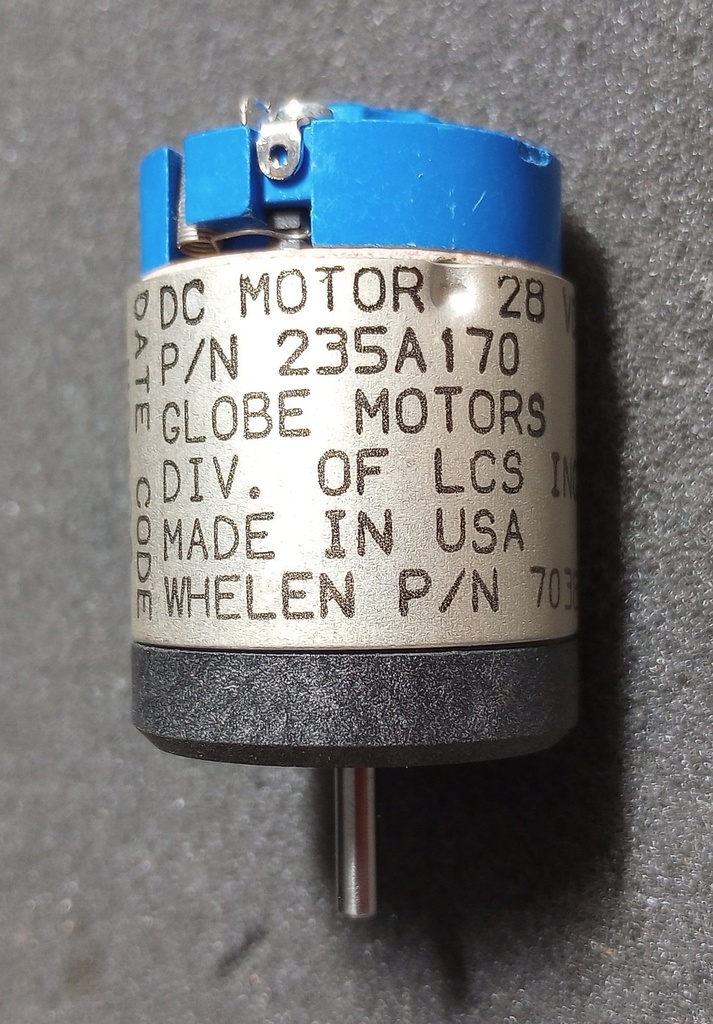 DC MOTOR 28
P/N 235A170
GLOBE MOTORS
DIV. OF LCS
MADE IN USA
WHELEN P/N
DATE CODE